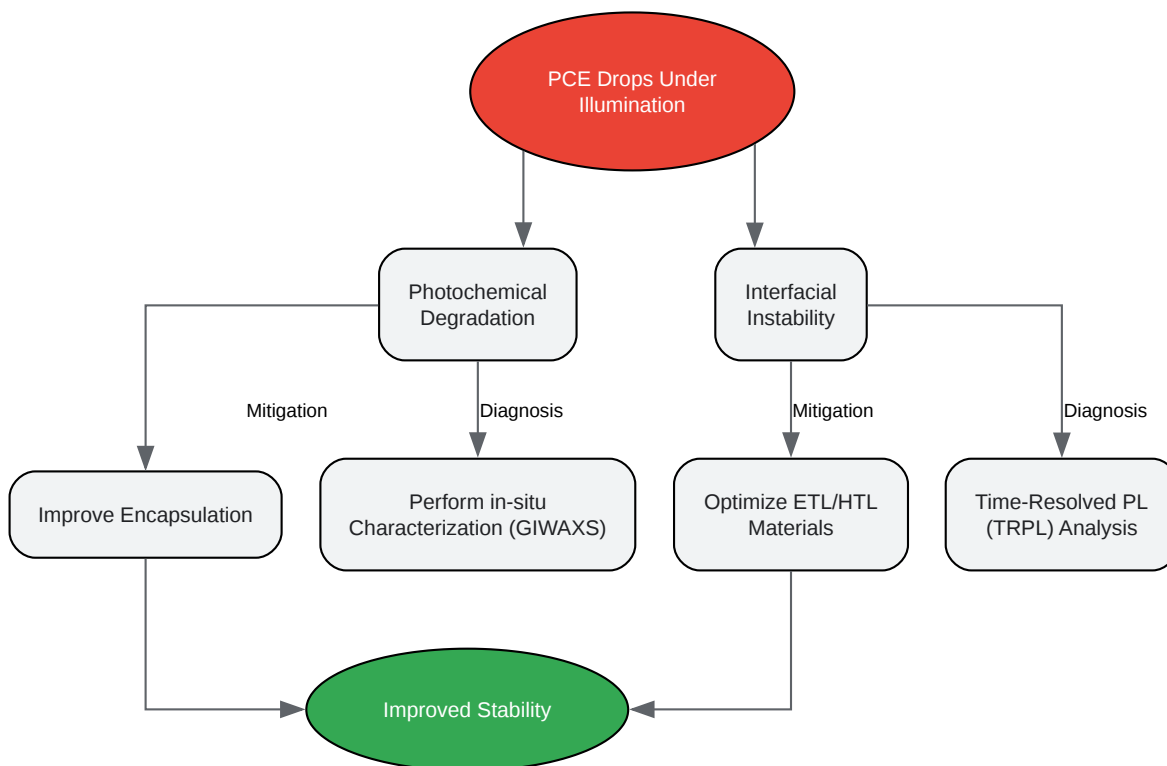 PCE Drops Under
Illumination
Photochemical
Degradation
Interfacial
Instability
Mitigation
Diagnosis
Mitigation
Diagnosis
Improve Encapsulation
Perform in-situ
Characterization (GIWAXS)
Optimize ETL/HTL
Materials
Time-Resolved PL
(TRPL) Analysis
Improved Stability